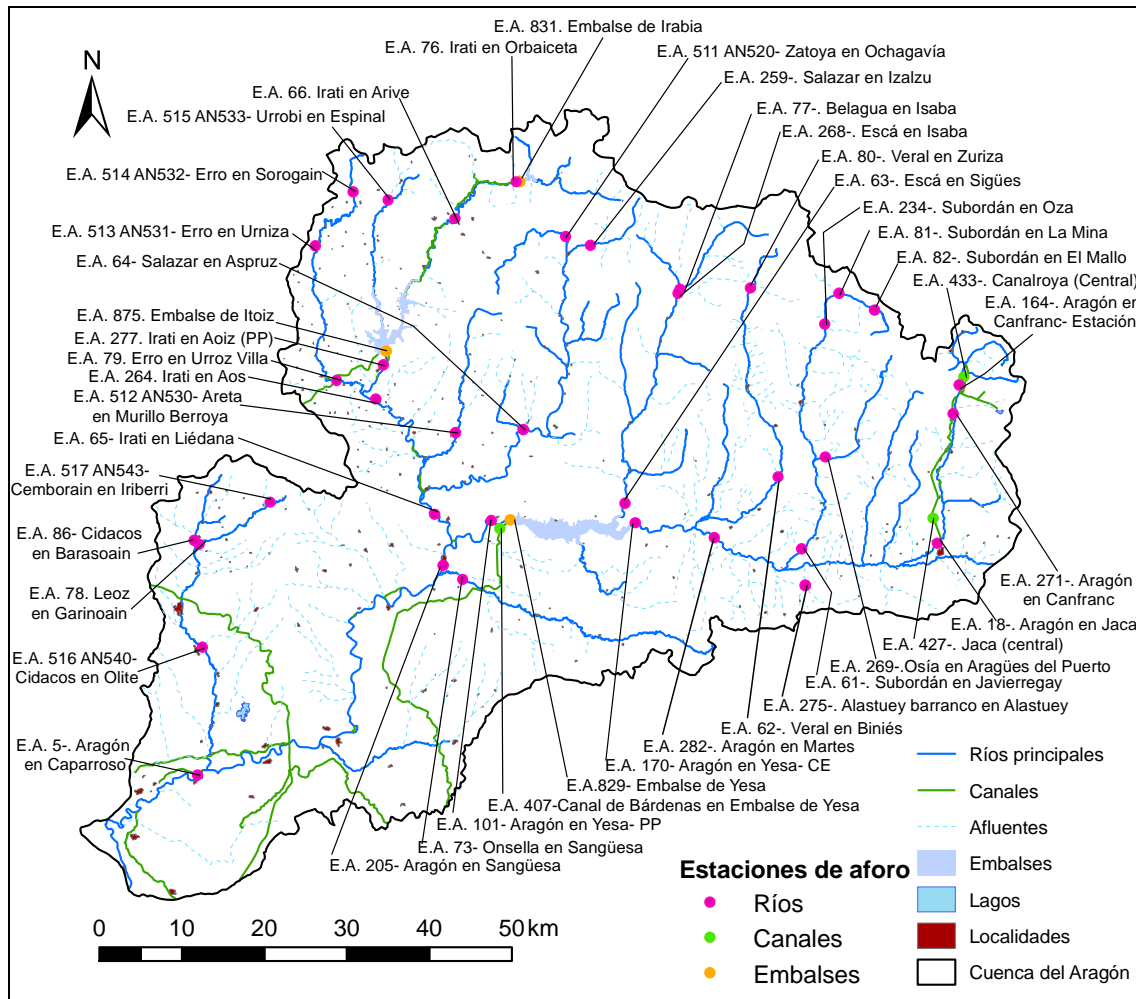 E.A. 831. Embalse de Irabia
E.A. 76. Irati en Orbaiceta
E.A. 511 AN520- Zatoya en Ochagavía
E.A. 259-. Salazar en Izalzu
N
E.A. 66. Irati en Arive
E.A. 77-. Belagua en Isaba
E.A. 515 AN533- Urrobi en Espinal
E.A. 268-. Escá en Isaba
E.A. 80-. Veral en Zuriza
E.A. 514 AN532- Erro en Sorogain
E.A. 63-. Escá en Sigües
E.A. 234-. Subordán en Oza
E.A. 513 AN531- Erro en Urniza
E.A. 81-. Subordán en La Mina
E.A. 64- Salazar en Aspruz
E.A. 82-. Subordán en El Mallo
E.A. 433-. Canalroya (Central)
E.A. 164-. Aragón en
Canfranc- Estación
E.A. 875. Embalse de Itoiz
E.A. 277. Irati en Aoiz (PP)
E.A. 79. Erro en Urroz Villa
E.A. 264. Irati en Aos
E.A. 512 AN530- Areta
en Murillo Berroya
E.A. 65- Irati en Liédana
E.A. 517 AN543-
Cemborain en Iriberri
E.A. 86- Cidacos
en Barasoain
E.A. 78. Leoz
en Garinoain
E.A. 271-. Aragón
en Canfranc
E.A. 18-. Aragón en Jaca
E.A. 427-. Jaca (central)
E.A. 516 AN540-
Cidacos en Olite
E.A. 269-.Osía en Aragües del Puerto
E.A. 61-. Subordán en Javierregay
E.A. 275-. Alastuey barranco en Alastuey
E.A. 62-. Veral en Biniés
E.A. 5-. Aragón
en Caparroso
E.A. 282-. Aragón en Martes
E.A. 170- Aragón en Yesa- CE
E.A.829- Embalse de Yesa
E.A. 407-Canal de Bárdenas en Embalse de Yesa
E.A. 101- Aragón en Yesa- PP
E.A. 73- Onsella en Sangüesa
E.A. 205- Aragón en Sangüesa
Ríos principales
Canales
Afluentes
Embalses
Lagos
Localidades
Cuenca del Aragón
Estaciones de aforo
Ríos
Canales
Embalses
0 10 20 30 40 50 km